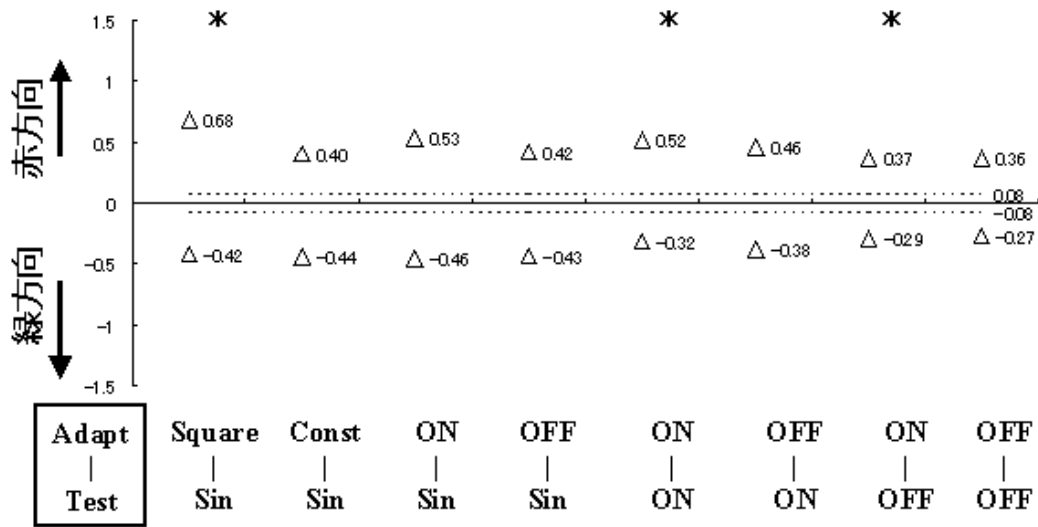 1.5 * * *
1
赤方向
0.68 0.40 0.53 0.42 0.52 0.46 0.37 0.36
0.5
0
0.08
-0.08
-0.42 -0.44 -0.46 -0.43 -0.32 -0.38 -0.29 -0.27
-0.5
緑方向
-1
-1.5
Adapt Square Const ON OFF ON OFF ON OFF
| | | | | | | | |
Test Sin Sin Sin Sin ON ON OFF OFF